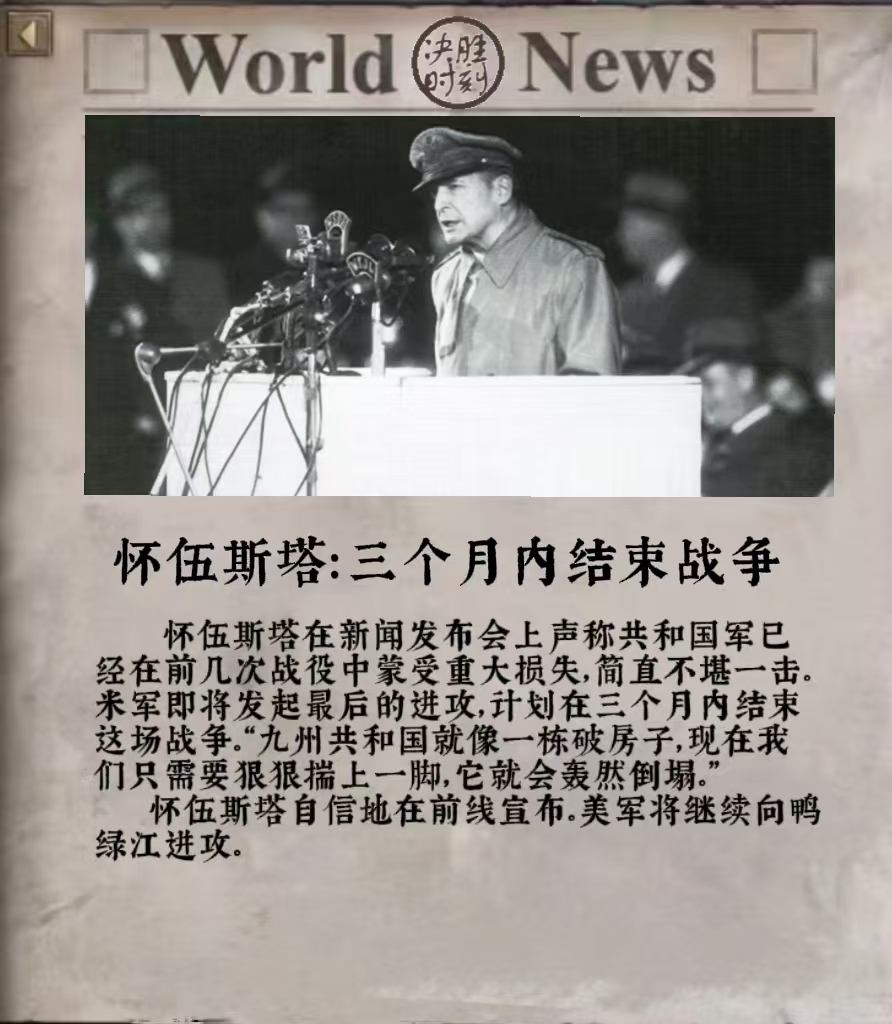 World 决胜时刻 News
怀伍斯塔:三个月内结束战争
怀伍斯塔在新闻发布会上声称共和国军已
经在前几次战役中蒙受重大损失,简直不堪一击。
米军即将发起最后的进攻,计划在三个月内结束
这场战争。“九州共和国就像一栋破房子,现在我
们只需要狠狠揣上一脚,它就会轰然倒塌。”
怀伍斯塔自信地在前线宣布。美军将继续向鸭
绿江进攻。